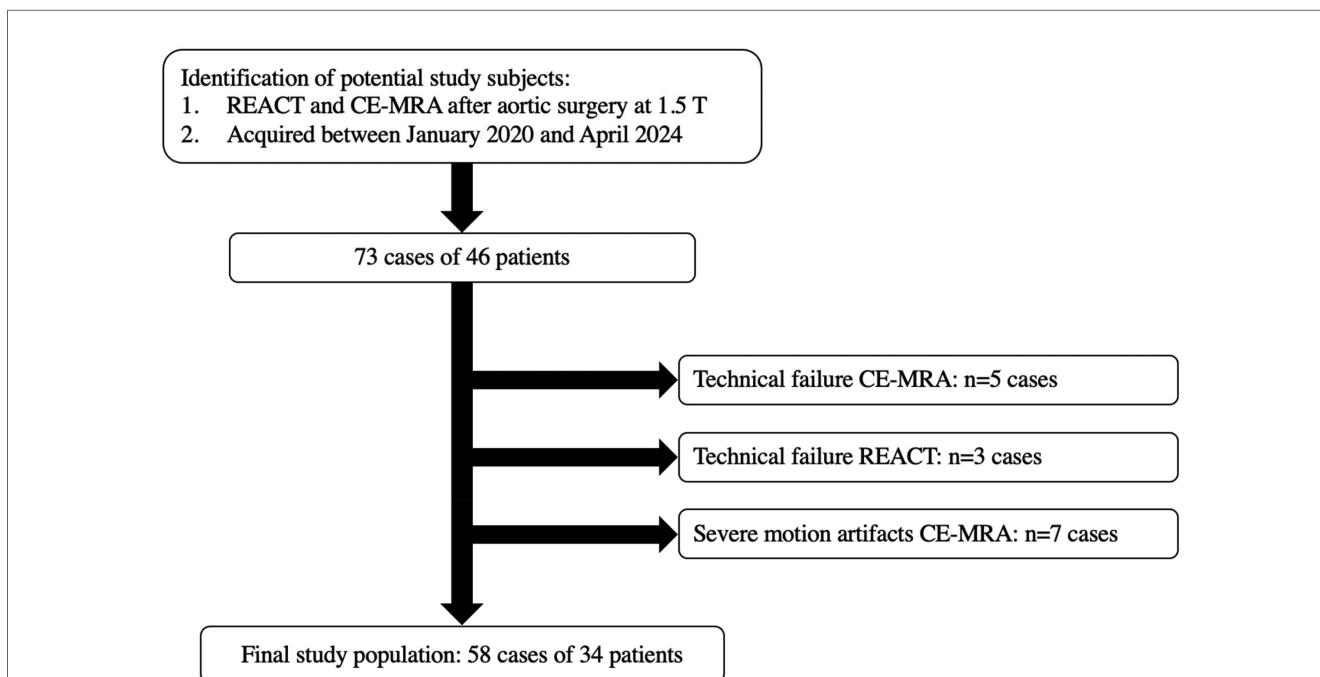 Identification of potential study subjects:
1. REACT and CE-MRA after aortic surgery at 1.5 T
2. Acquired between January 2020 and April 2024
73 cases of 46 patients
Technical failure CE-MRA: n=5 cases
Technical failure REACT: n=3 cases
Severe motion artifacts CE-MRA: n=7 cases
Final study population: 58 cases of 34 patients